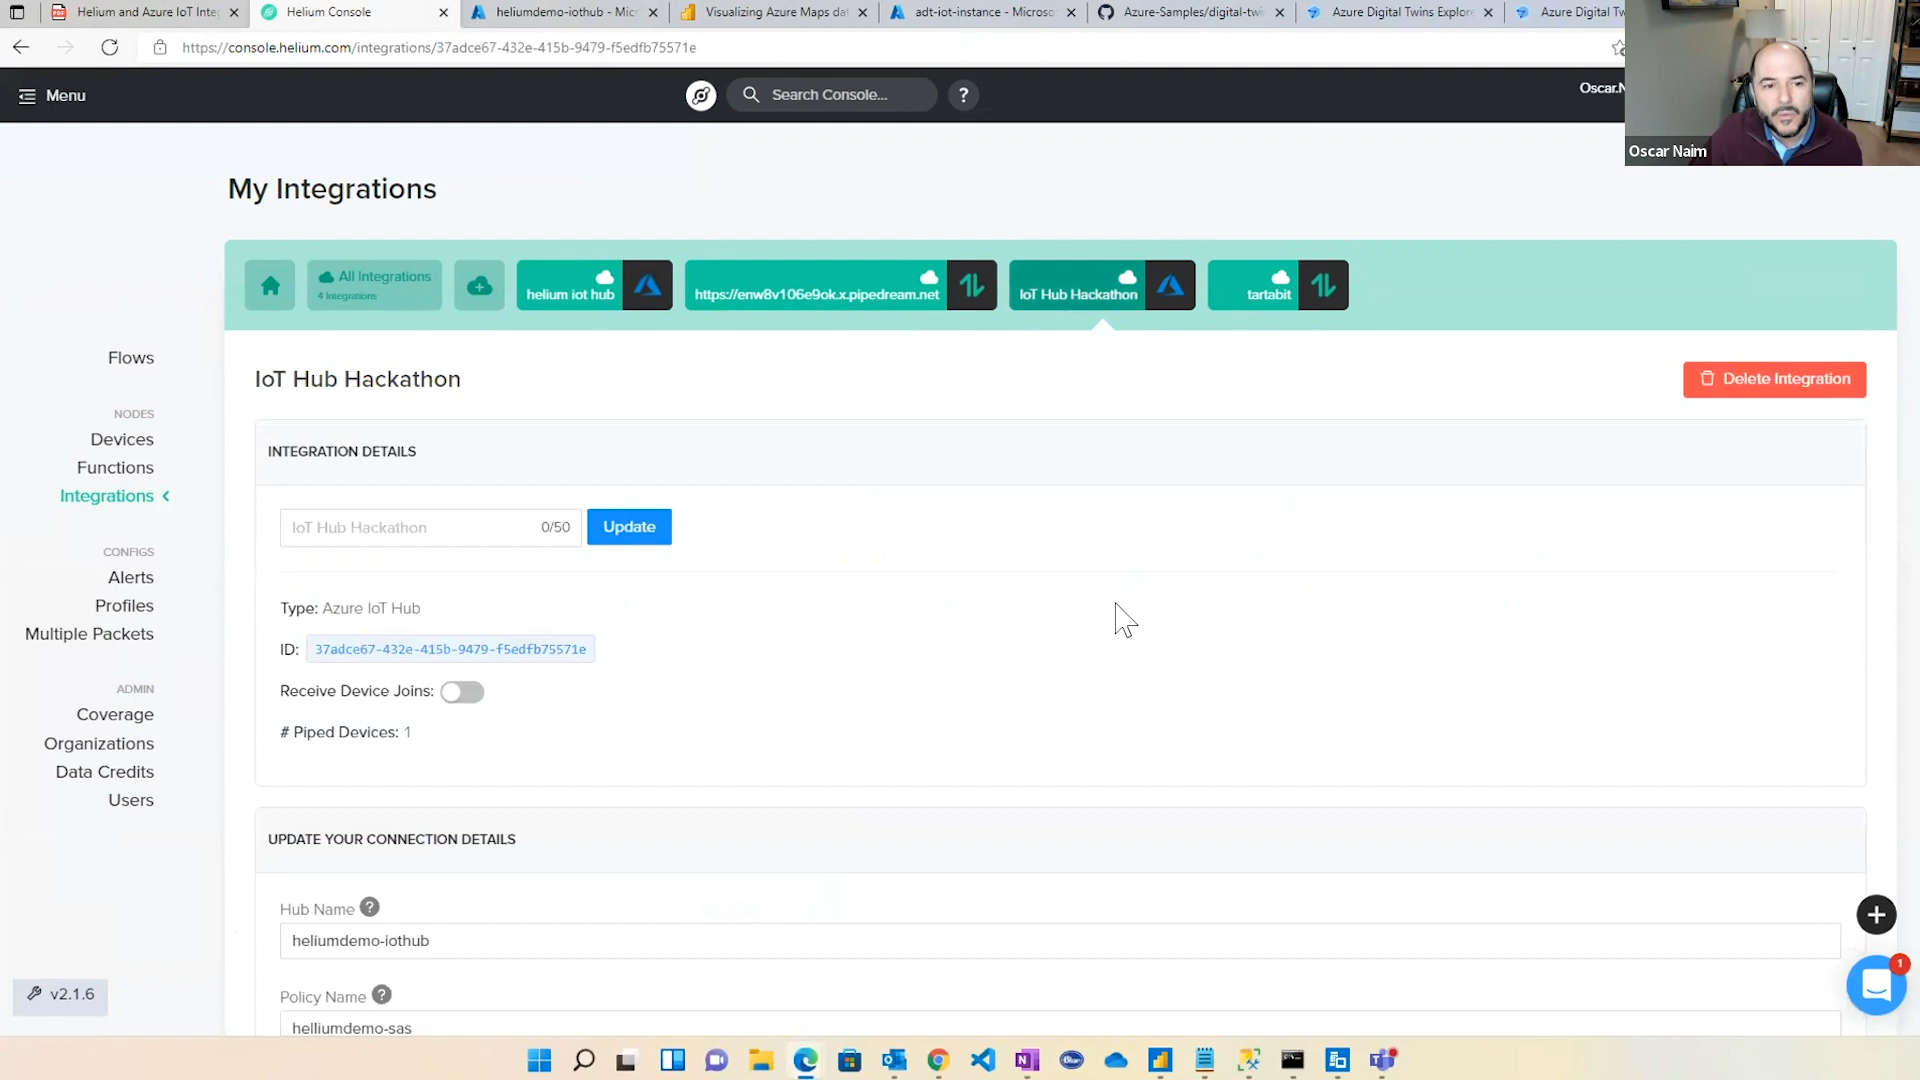 Helium and Azure IoT Inte
Helium Console
heliumdemo-iothub - Mic
Visualizing Azure Maps da
adt-iot-instance - Microso
Azure-Samples/digital-twi
Azure Digital Twins Explore
Azure Digital Tw
https://console.helium.com/integrations/37adce67-432e-415b-9479-f5edfb75571e
Menu
Search Console...
?
Oscar.N
Oscar Naim
My Integrations
All Integrations
4 Integrations
helium iot hub
https://enw8v106e9ok.x.pipedream.net
IoT Hub Hackathon
tartabit
Flows
NODES
Devices
Functions
Integrations
CONFIGS
Alerts
Profiles
Multiple Packets
ADMIN
Coverage
Organizations
Data Credits
Users
v2.1.6
IoT Hub Hackathon
Delete Integration
INTEGRATION DETAILS
IoT Hub Hackathon 0/50 Update
Type: Azure IoT Hub
ID: 37adce67-432e-415b-9479-f5edfb75571e
Receive Device Joins:
# Piped Devices: 1
UPDATE YOUR CONNECTION DETAILS
Hub Name ?
heliumdemo-iothub
Policy Name ?
helliumdemo-sas
1